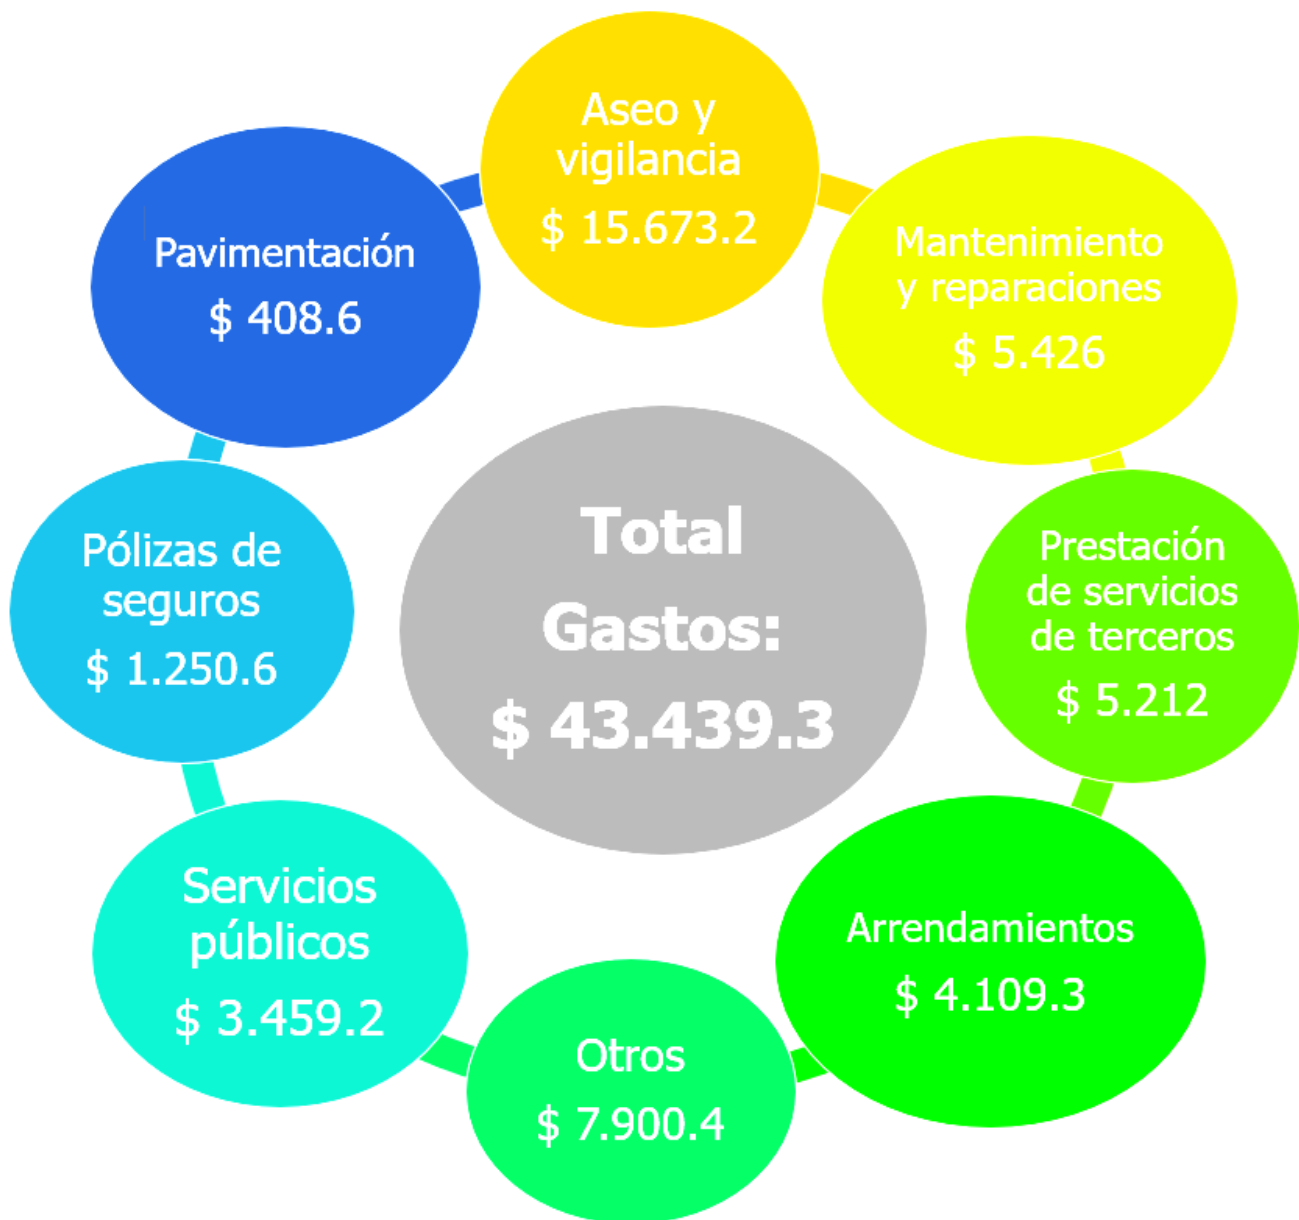 Aseo y
vigilancia
$ 15.673.2
Mantenimiento
y reparaciones
$ 5.426
Prestación
de servicios
de terceros
$ 5.212
Arrendamientos
$ 4.109.3
Otros
$ 7.900.4
Servicios
públicos
$ 3.459.2
Pólizas de
seguros
$ 1.250.6
Pavimentación
$ 408.6
Total
Gastos:
$ 43.439.3